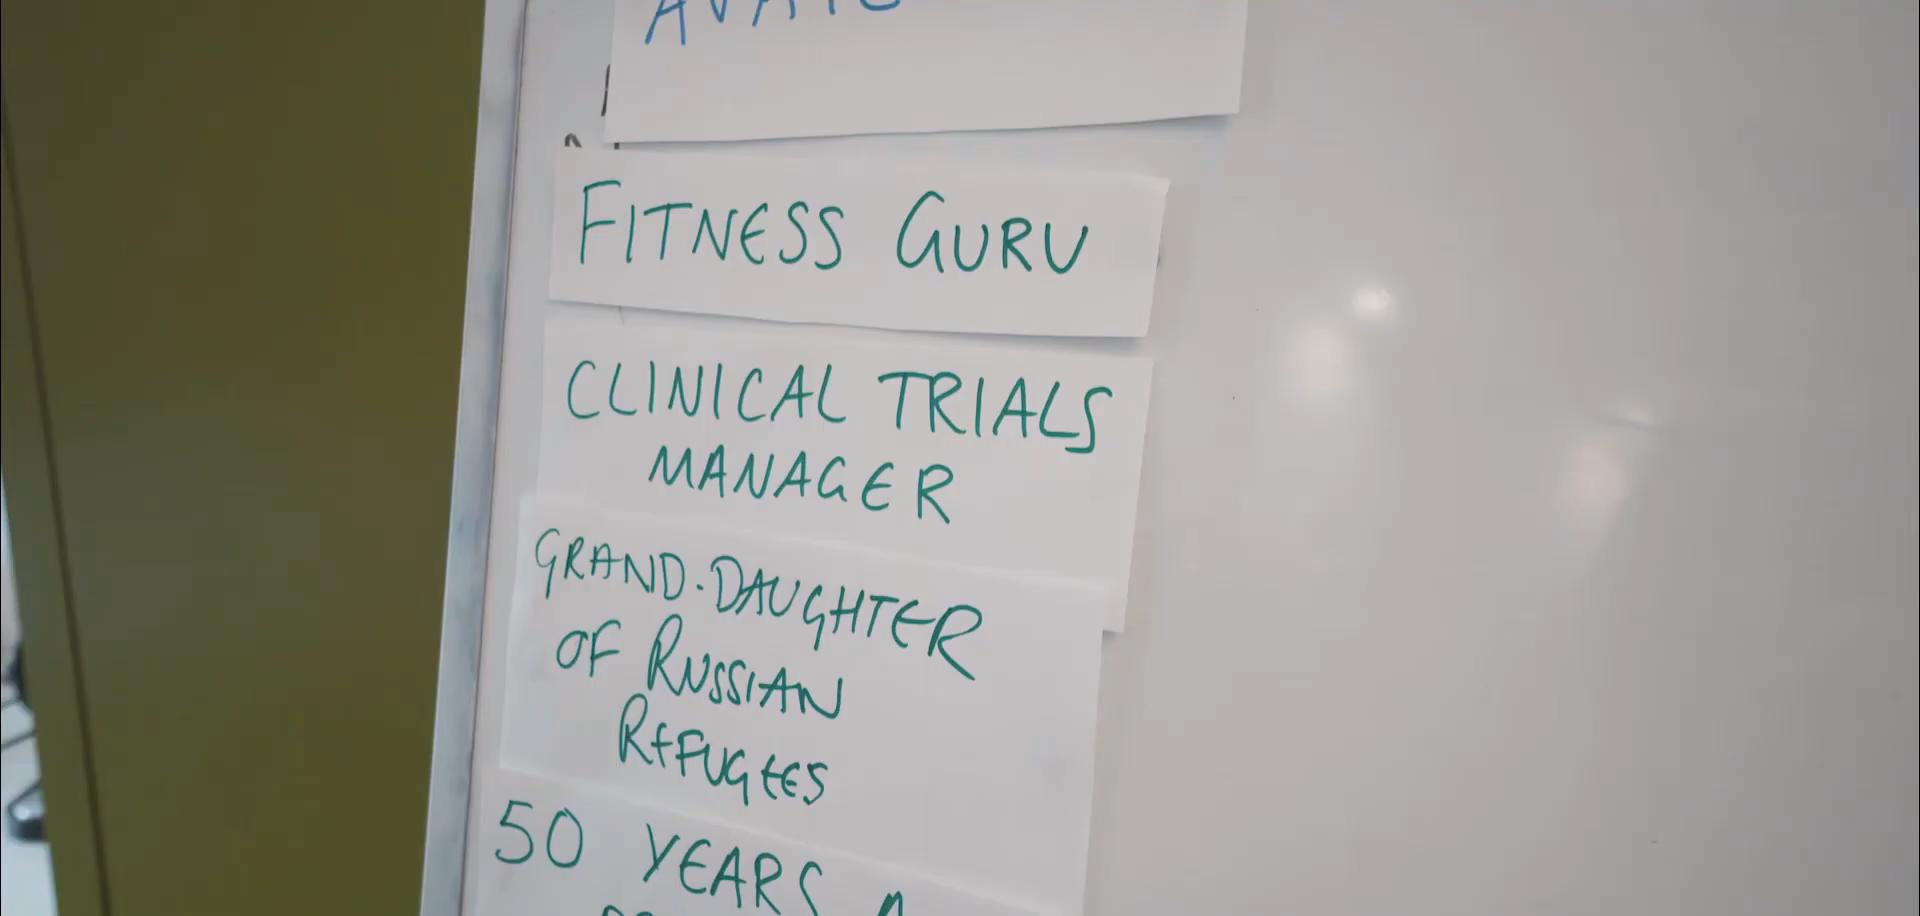 FITNESS GURU
CLINICAL TRIALS
MANAGER
GRAND-DAUGHTER
OF RUSSIAN
REFUGEES
50 YEARS